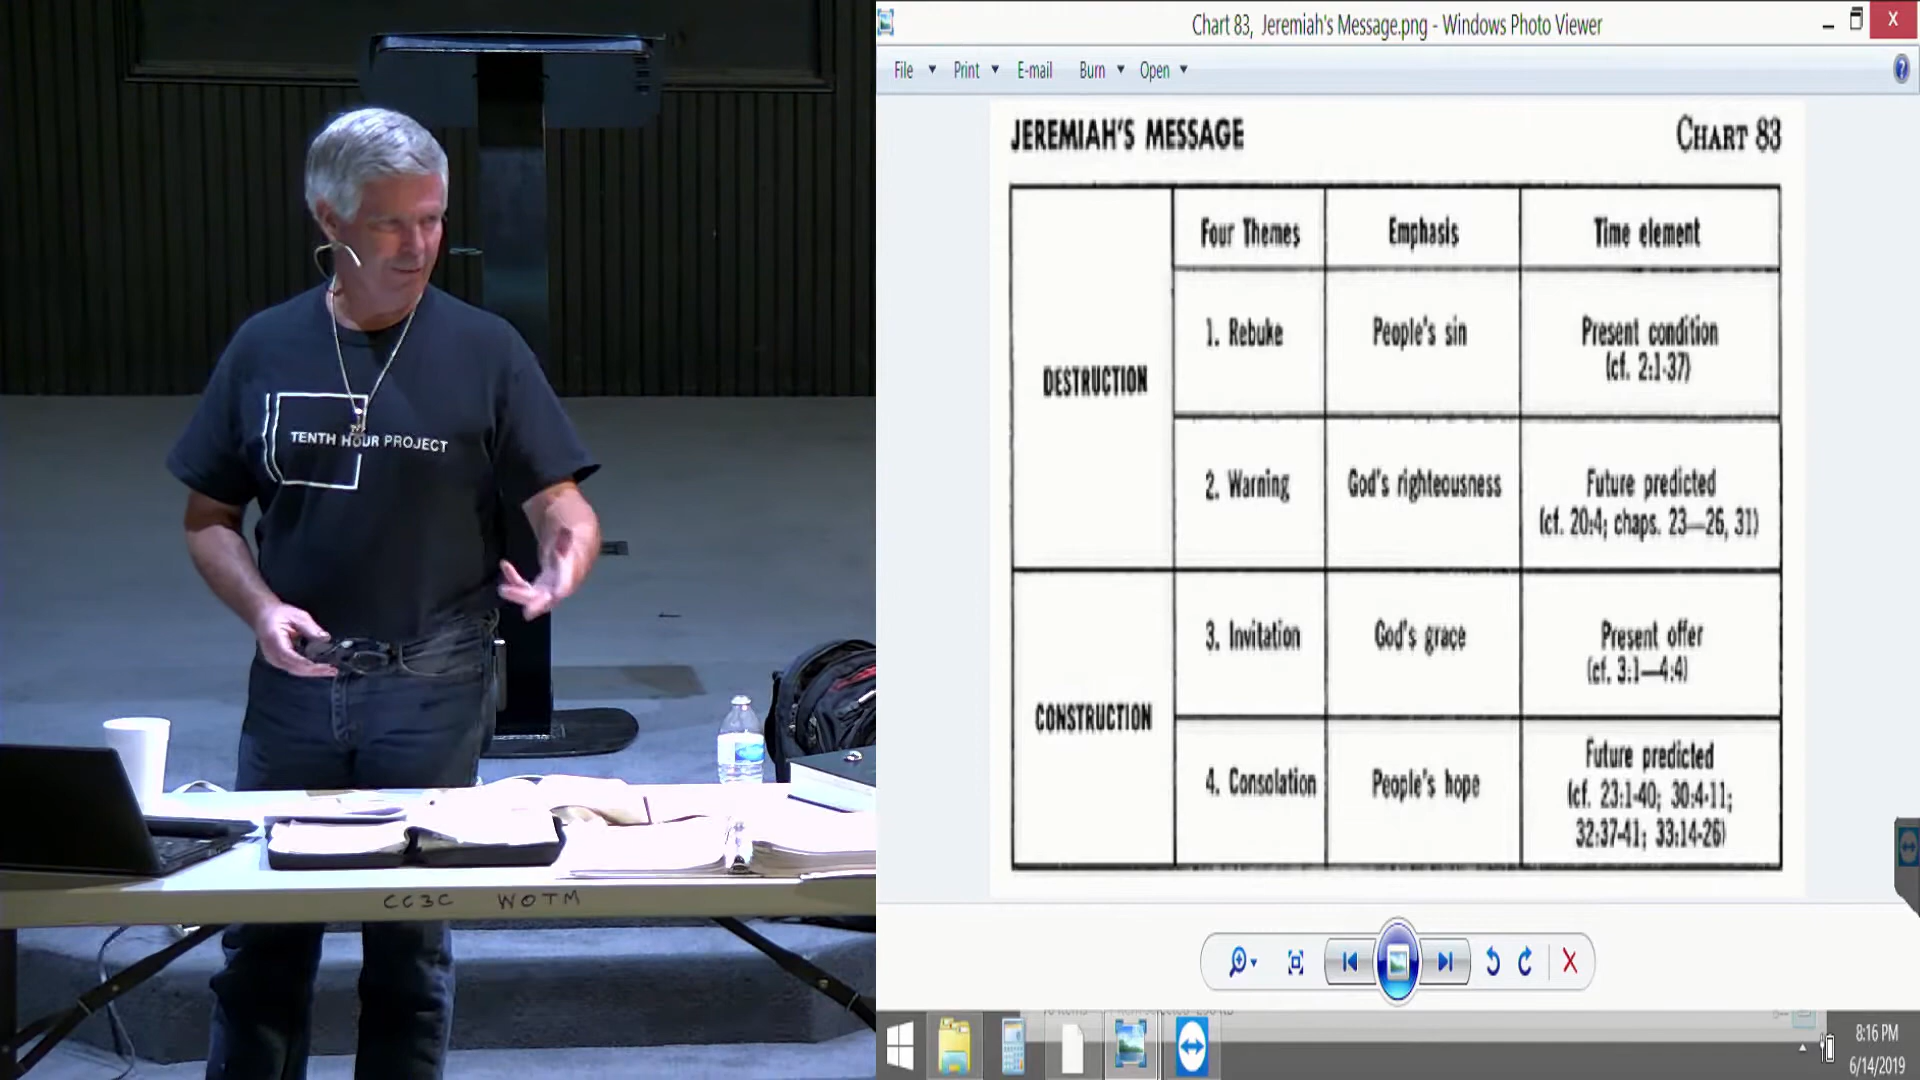 TENTH HOUR PROJECT
CC3C WOTM
Chart 83, Jeremiah's Message.png - Windows Photo Viewer
File Print E-mail Burn Open
JEREMIAH'S MESSAGE
CHART 83
Four Themes
Emphasis
Time element
DESTRUCTION
1. Rebuke
People's sin
Present condition
(cf. 2:1-37)
2. Warning
God's righteousness
Future predicted
(cf. 20:4; chaps. 23—26, 31)
CONSTRUCTION
3. Invitation
God's grace
Present offer
(cf. 3:1—4:4)
4. Consolation
People's hope
Future predicted
(cf. 23:1-40; 30:4-11;
32:37-41; 33:14-26)
8:16 PM
6/14/2019